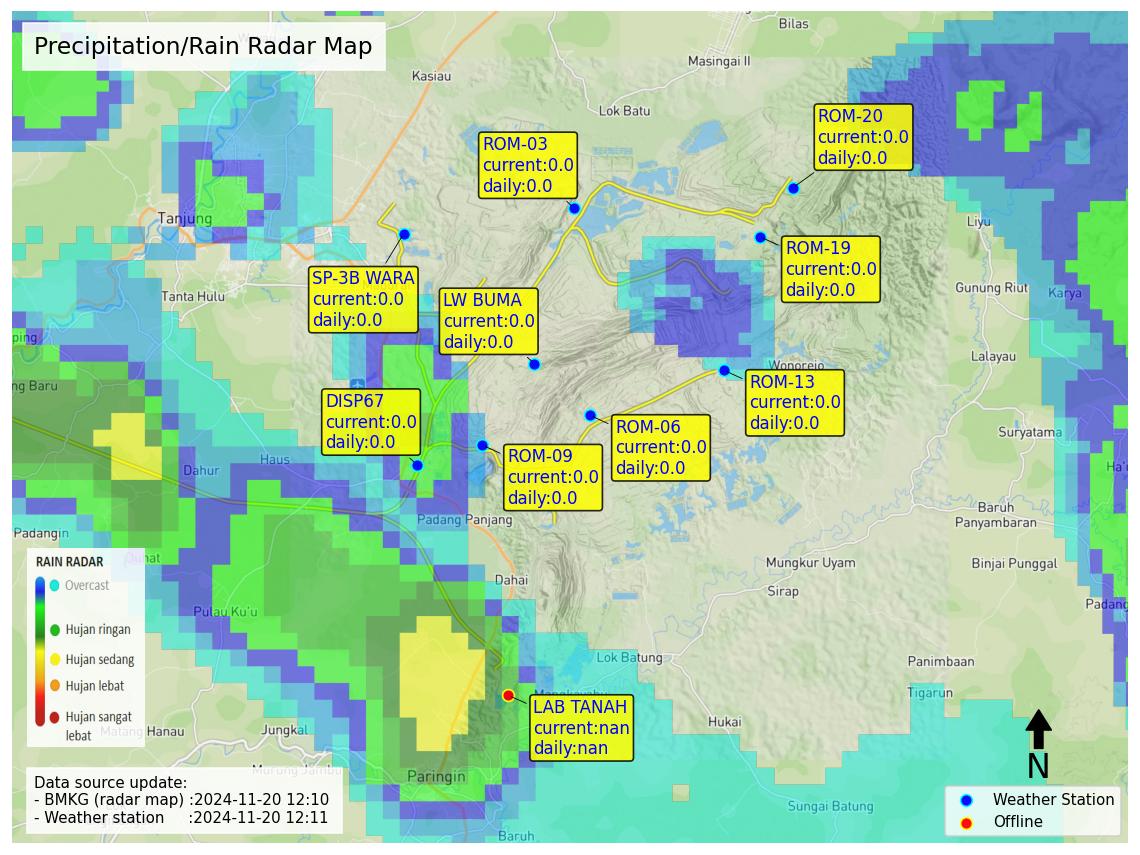 Precipitation/Rain Radar Map
Bilas
Masingai II
Kasiau
Lok Batu
ROM-20
current:0.0
daily:0.0
ROM-03
current:0.0
daily:0.0
Tanjung
Liyu
ROM-19
current:0.0
daily:0.0
SP-3B WARA
current:0.0
daily:0.0
Tanta Hulu
LW BUMA
current:0.0
daily:0.0
Gunung Riut
Karya
ping
Lalayau
Wonorejo
ng Baru
ROM-13
current:0.0
daily:0.0
DISP67
current:0.0
daily:0.0
ROM-06
current:0.0
daily:0.0
Suryatama
ROM-09
current:0.0
daily:0.0
Haus
Dahur
Ha'u
Padang Panjang
Baruh
Panyambaran
Padangin
Mungkur Uyam
Binjai Punggal
Dahai
Sirap
Pulau Ku'u
Padang
RAIN RADAR
Overcast
Hujan ringan
Hujan sedang
Hujan lebat
Hujan sangat
lebat
Lok Batung
Panimbaan
Tigarun
LAB TANAH
current:nan
daily:nan
Hukai
Matang Hanau
Jungkal
Murung Jambu
Paringin
N
Data source update:
- BMKG (radar map) :2024-11-20 12:10
- Weather station :2024-11-20 12:11
Sungai Batung
Baruh
Weather Station
Offline